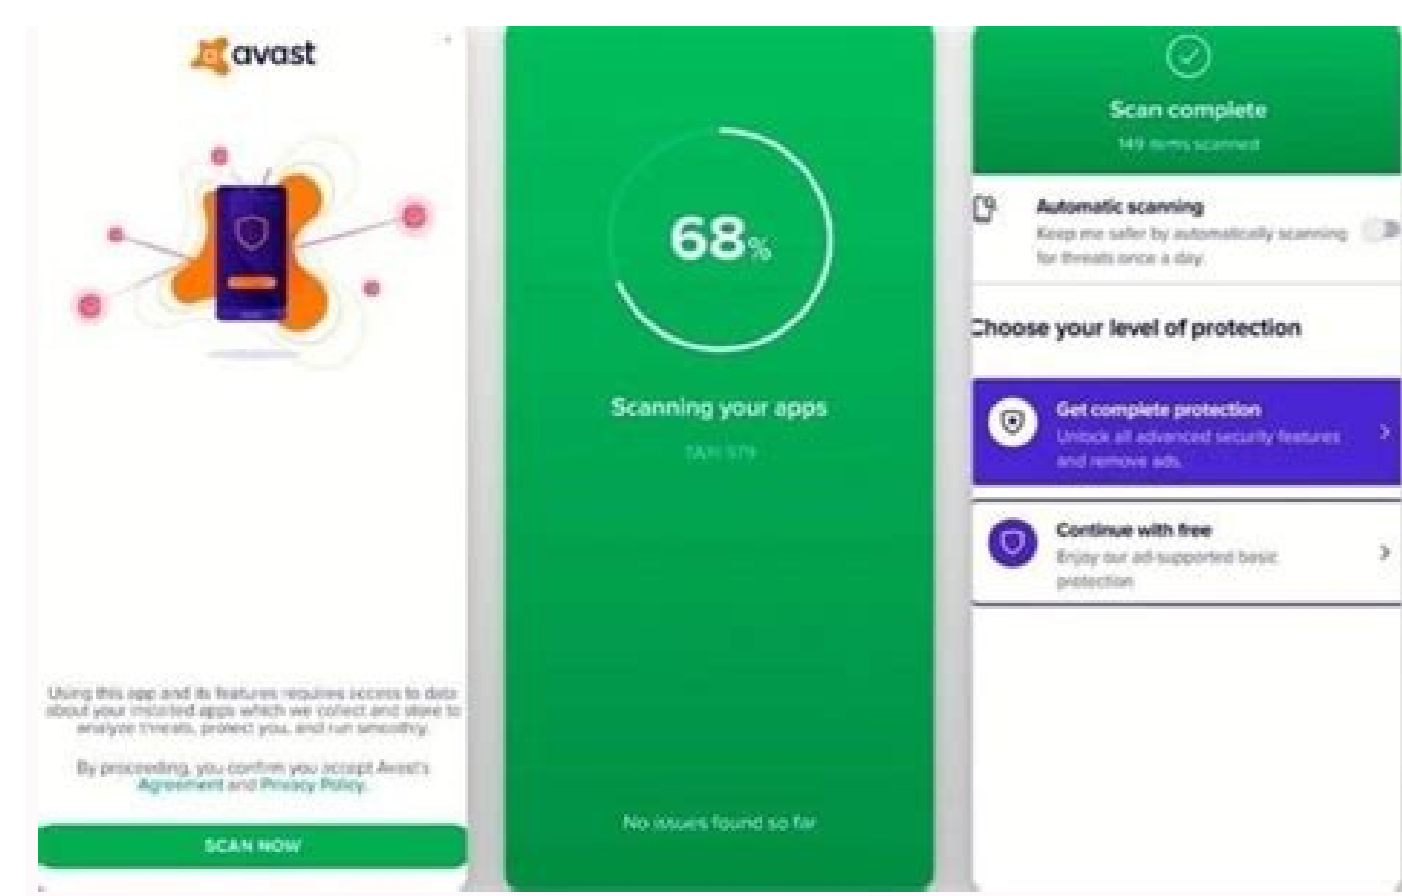 avast
Using this app and its features requires access to data
about your installed apps which we collect and store to
analyze threats, protect you, and run smoothly.
By proceeding, you confirm you accept Avast's
Agreement and Privacy Policy.
SCAN NOW
68%
Scanning your apps
No issues found so far
Scan complete
149 items scanned
Automatic scanning
Keep me safer by automatically scanning
for threats once a day.
Choose your level of protection
Get complete protection
Unlock all advanced security features
and remove ads.
Continue with free
Enjoy our ad-supported basic
protection